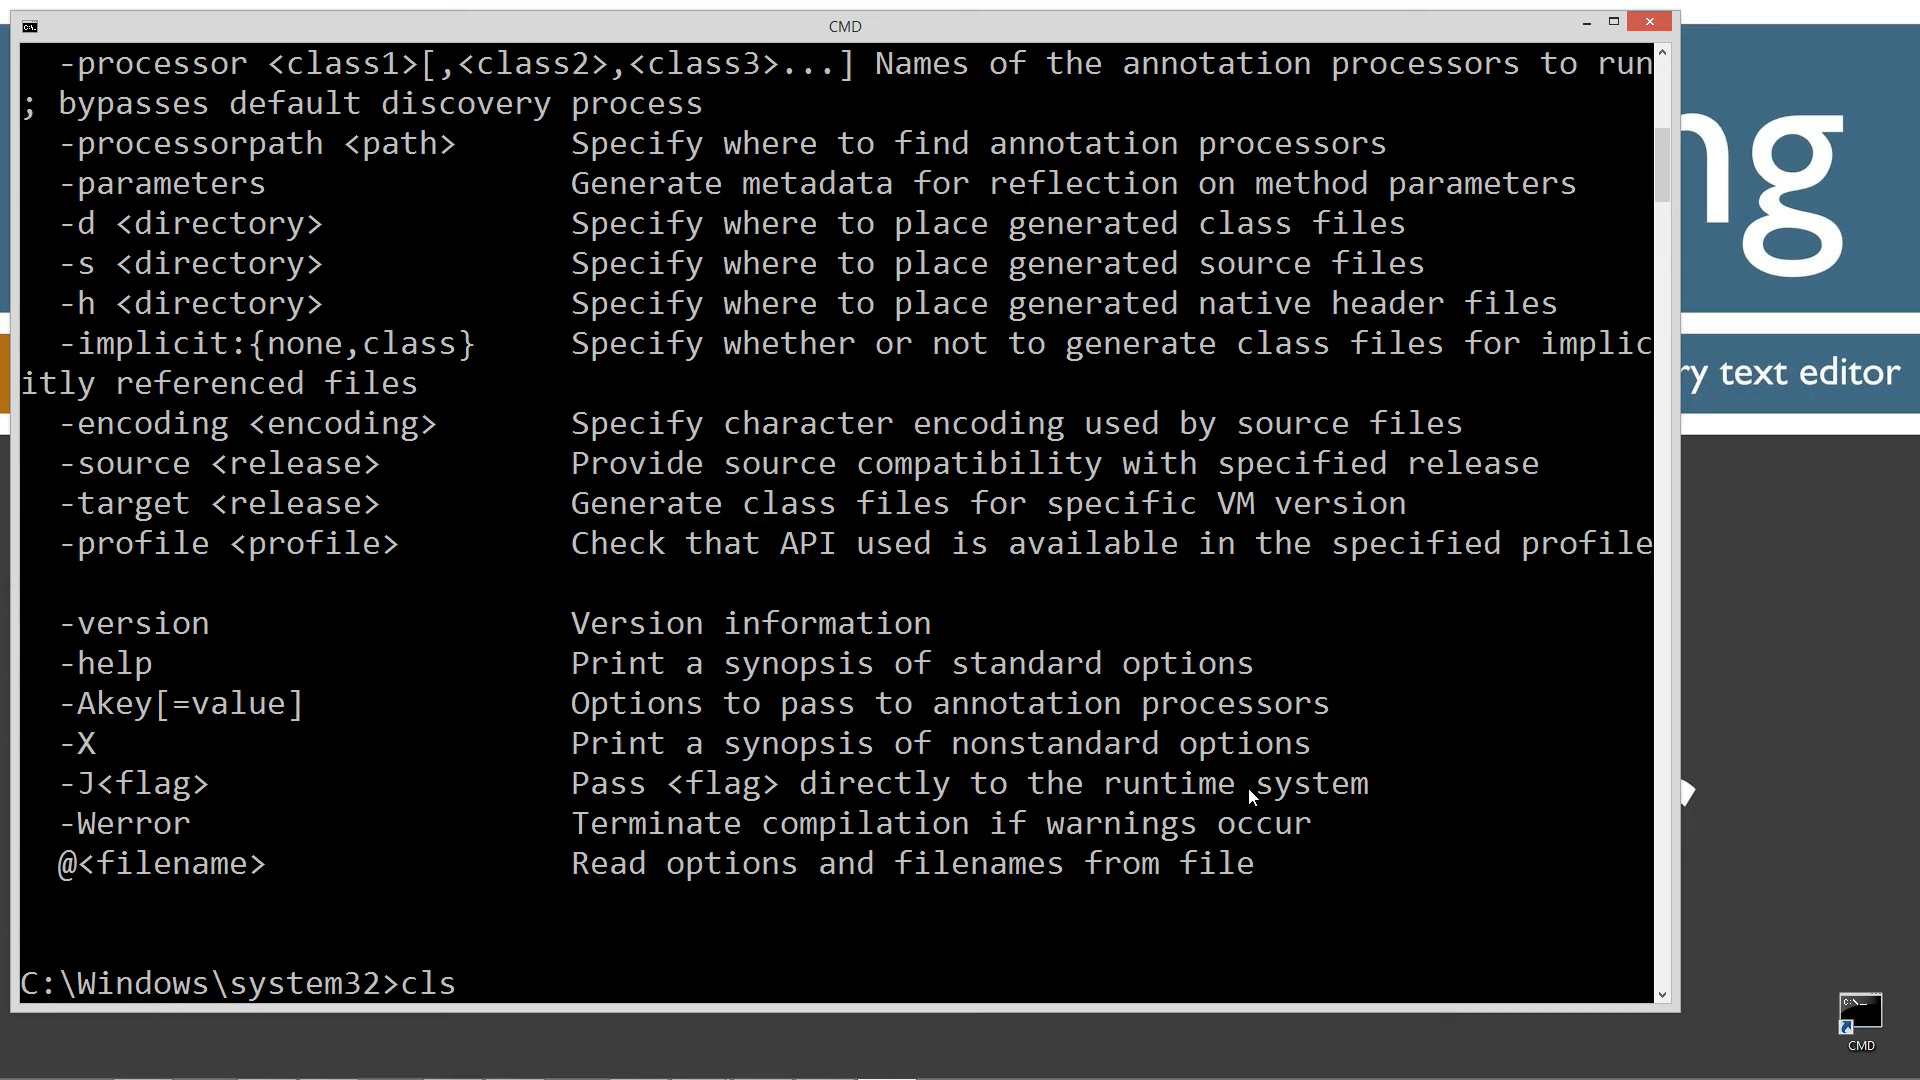 CMD
-processor <class1>[,<class2>,<class3>...] Names of the annotation processors to run
; bypasses default discovery process
-processorpath <path> Specify where to find annotation processors
-parameters Generate metadata for reflection on method parameters
-d <directory> Specify where to place generated class files
-s <directory> Specify where to place generated source files
-h <directory> Specify where to place generated native header files
-implicit:{none,class} Specify whether or not to generate class files for implic
itly referenced files
-encoding <encoding> Specify character encoding used by source files
-source <release> Provide source compatibility with specified release
-target <release> Generate class files for specific VM version
-profile <profile> Check that API used is available in the specified profile
-version Version information
-help Print a synopsis of standard options
-Akey[=value] Options to pass to annotation processors
-X Print a synopsis of nonstandard options
-J<flag> Pass <flag> directly to the runtime system
-Werror Terminate compilation if warnings occur
@<filename> Read options and filenames from file
C:\Windows\system32>cls
ng
ry text editor
CMD